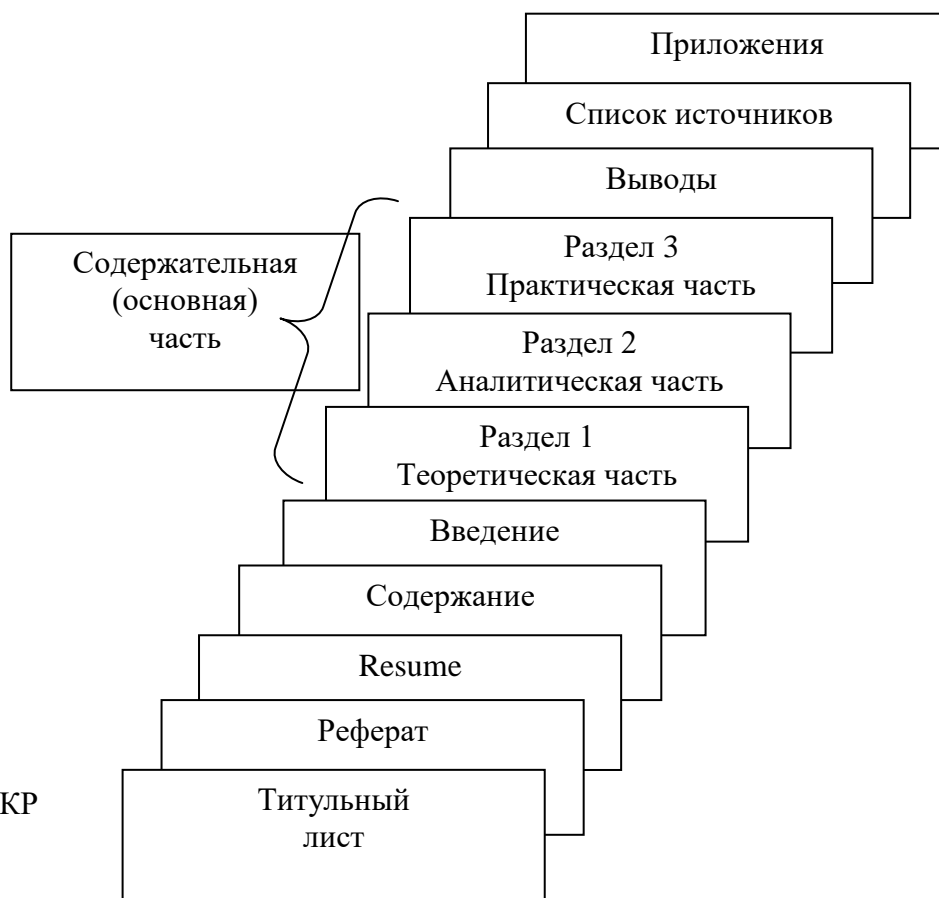 Приложения
Список источников
Выводы
Раздел 3
Практическая часть
Содержательная
(основная)
часть
Раздел 2
Аналитическая часть
Раздел 1
Теоретическая часть
Введение
Содержание
Resume
Реферат
КР
Титульный
лист